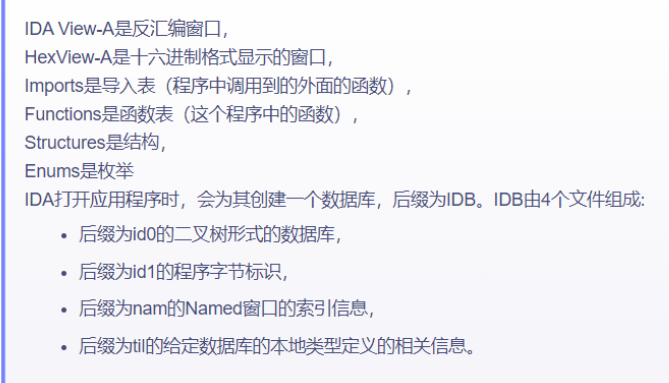 IDA View-A是反汇编窗口，
HexView-A是十六进制格式显示的窗口，
Imports是导入表（程序中调用到的外面的函数），
Functions是函数表（这个程序中的函数），
Structures是结构，
Enums是枚举
IDA打开应用程序时，会为其创建一个数据库，后缀为IDB。IDB由4个文件组成:
• 后缀为id0的二叉树形式的数据库，
• 后缀为id1的程序字节标识，
• 后缀为nam的Named窗口的索引信息，
• 后缀为til的给定数据库的本地类型定义的相关信息。